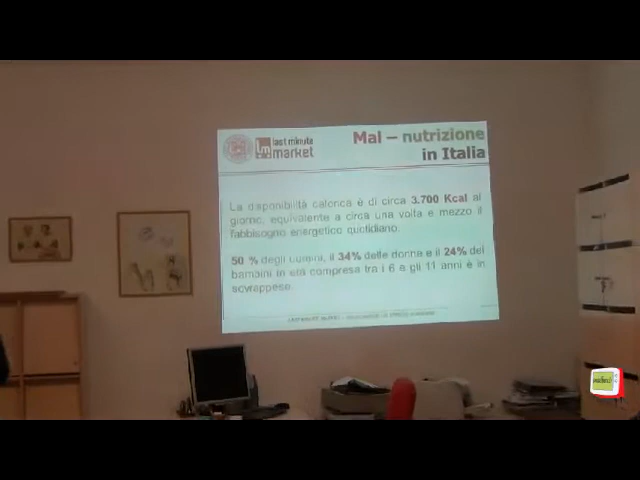 last minute
market
Mal – nutrizione
in Italia
La disponibilità calorica è di circa 3.700 Kcal al
giorno, equivalente a circa una volta e mezzo il
fabbisogno energetico quotidiano.
50 % degli uomini, il 34% delle donne e il 24% dei
bambini in età compresa tra i 6 e gli 11 anni è in
sovrappeso